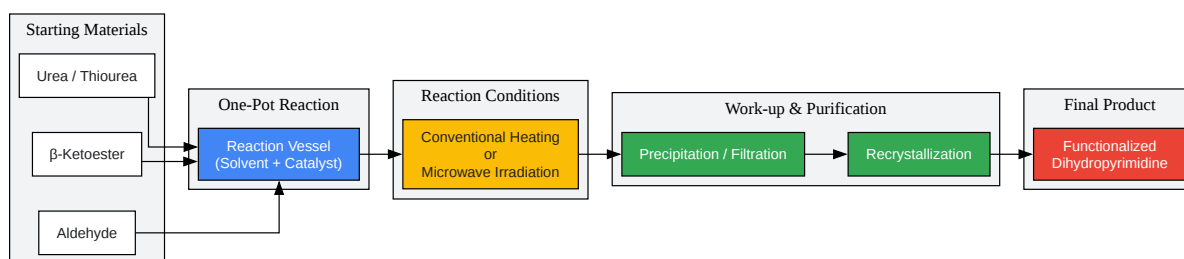 Starting Materials
Urea / Thiourea
β-Ketoester
Aldehyde
One-Pot Reaction
Reaction Vessel
(Solvent + Catalyst)
Reaction Conditions
Conventional Heating
or
Microwave Irradiation
Work-up & Purification
Precipitation / Filtration
Recrystallization
Final Product
Functionalized
Dihydropyrimidine